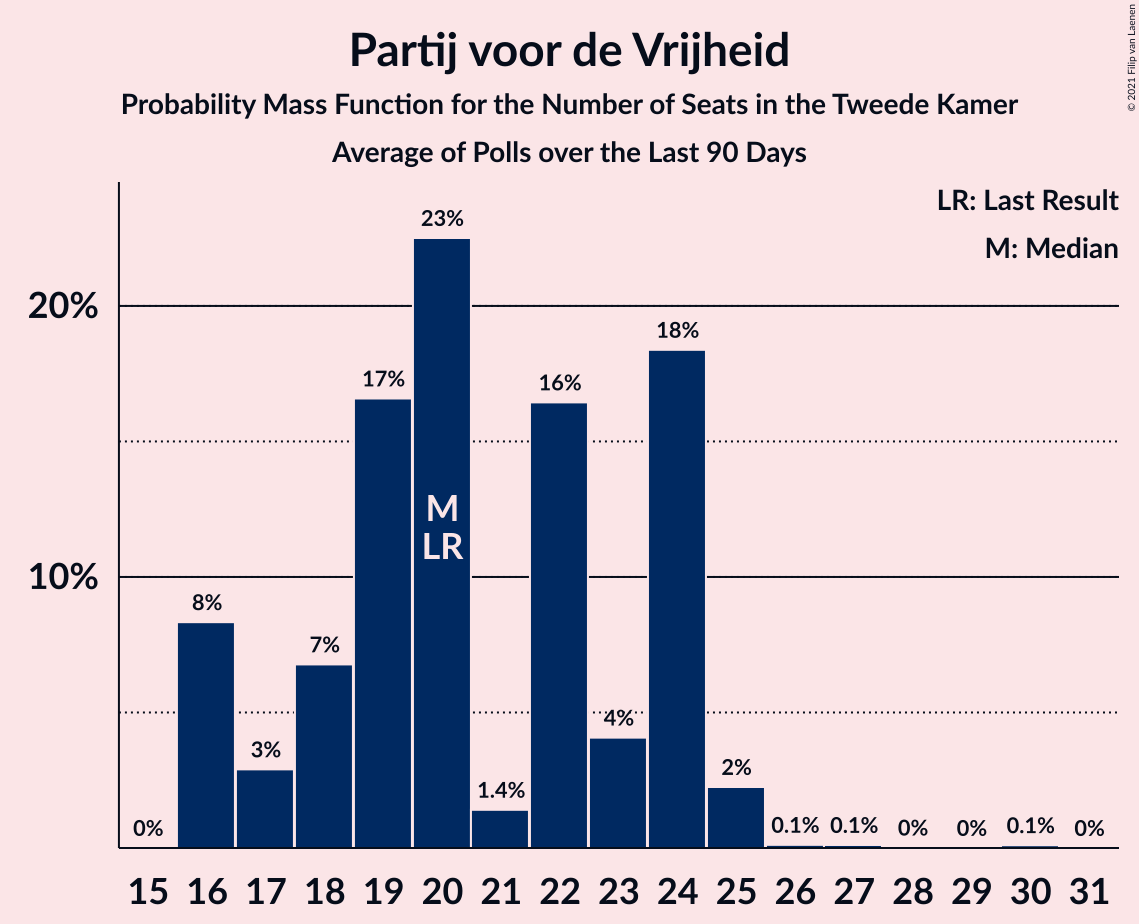 Partij voor de Vrijheid
Probability Mass Function for the Number of Seats in the Tweede Kamer
Average of Polls over the Last 90 Days
© 2021 Filip van Laenen
LR: Last Result
M: Median
20%
10%
0%
8%
3%
7%
17%
23%
1.4%
16%
4%
18%
2%
0.1%
0.1%
0%
0%
0.1%
0%
M
LR
15 16 17 18 19 20 21 22 23 24 25 26 27 28 29 30 31